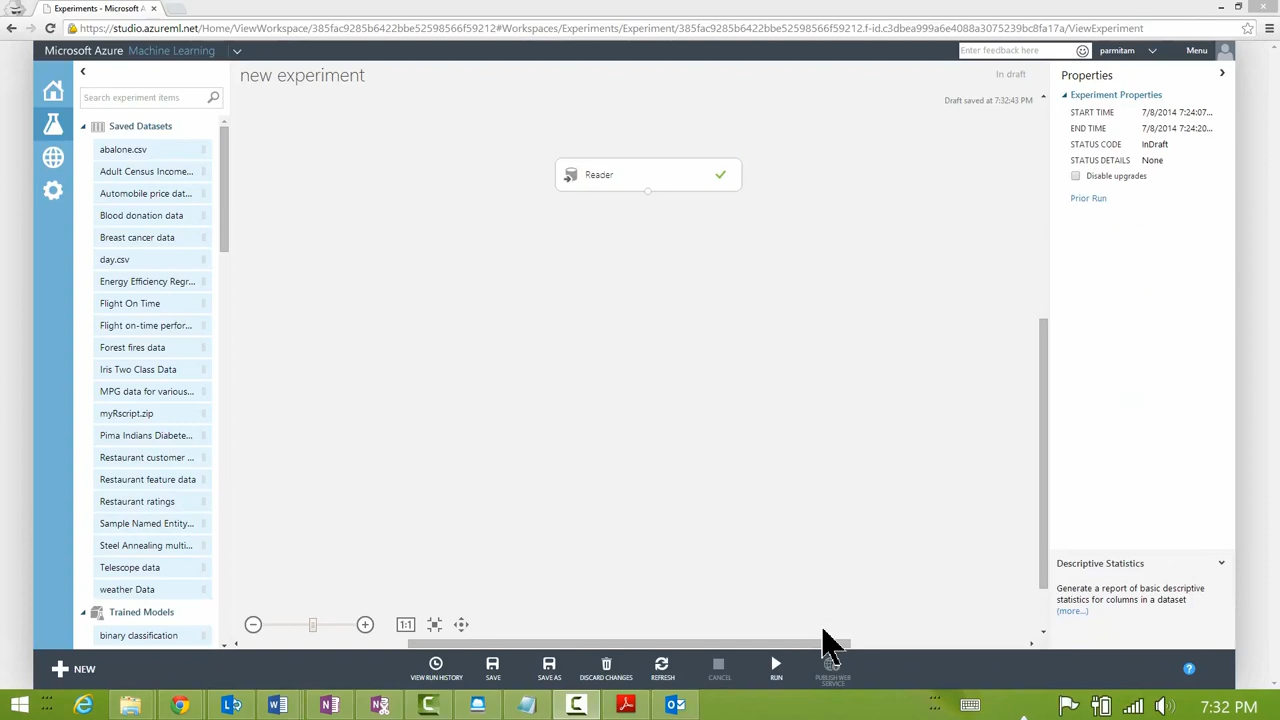 Experiments - Microsoft A
https://studio.azureml.net/Home/ViewWorkspace/385fac9285b6422bbe52598566f59212#Workspaces/Experiments/Experiment/385fac9285b6422bbe52598566f59212.f-id.c3dbea999a6e4088a3075239bc8fa17a/ViewExperiment
Microsoft Azure Machine Learning
Enter feedback here
parmitam
Menu
new experiment
In draft
Draft saved at 7:32:43 PM
Search experiment items
Saved Datasets
abalone.csv
Adult Census Income...
Automobile price dat...
Blood donation data
Breast cancer data
day.csv
Energy Efficiency Regr...
Flight On Time
Flight on-time perfor...
Forest fires data
Iris Two Class Data
MPG data for various...
myRscript.zip
Pima Indians Diabete...
Restaurant customer ...
Restaurant feature data
Restaurant ratings
Sample Named Entity...
Steel Annealing multi...
Telescope data
weather Data
Trained Models
binary classification
Reader
1:1
Properties
Experiment Properties
START TIME 7/8/2014 7:24:07...
END TIME 7/8/2014 7:24:20...
STATUS CODE InDraft
STATUS DETAILS None
Disable upgrades
Prior Run
Descriptive Statistics
Generate a report of basic descriptive
statistics for columns in a dataset
(more...)
NEW
VIEW RUN HISTORY
SAVE
SAVE AS
DISCARD CHANGES
REFRESH
CANCEL
RUN
PUBLISH WEB
SERVICE
7:32 PM